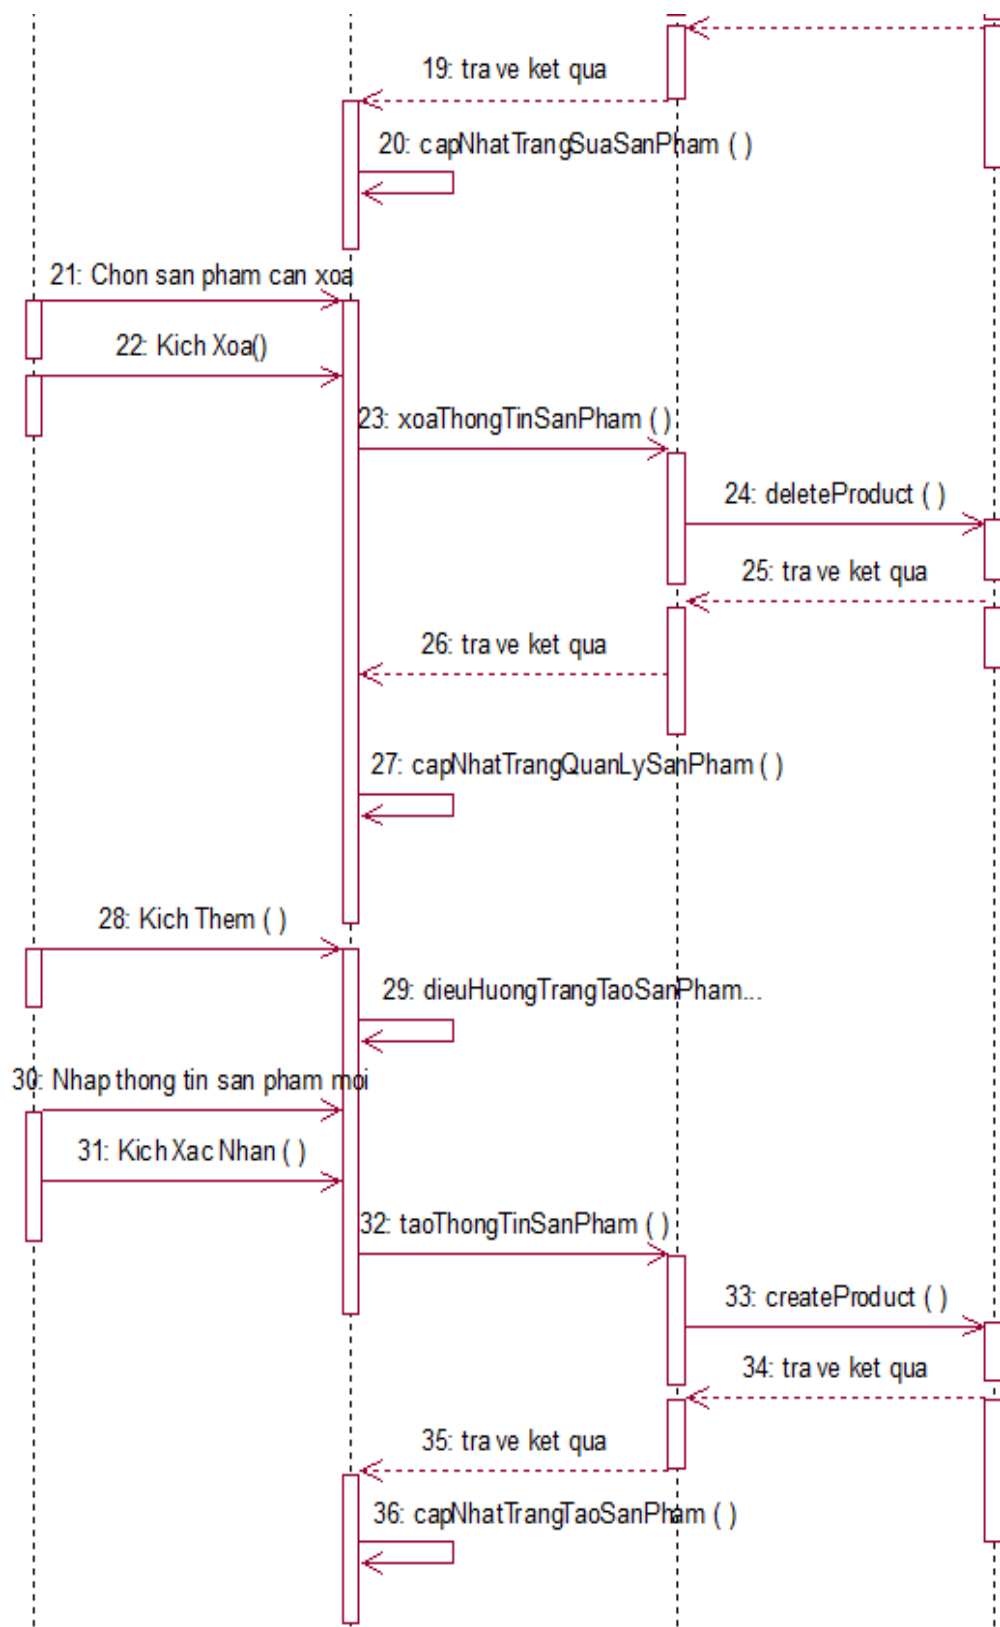 19: tra ve ket qua
20: capNhatTrangSuaSanPham ( )
21: Chon san pham can xoa
22: Kich Xoa()
23: xoaThongTinSanPham ( )
24: deleteProduct ( )
25: tra ve ket qua
26: tra ve ket qua
27: capNhatTrangQuanLySanPham ( )
28: Kich Them ( )
29: dieuHuongTrangTaoSanPham...
30: Nhap thong tin san pham moi
31: Kich Xac Nhan ( )
32: taoThongTinSanPham ( )
33: createProduct ( )
34: tra ve ket qua
35: tra ve ket qua
36: capNhatTrangTaoSanPham ( )